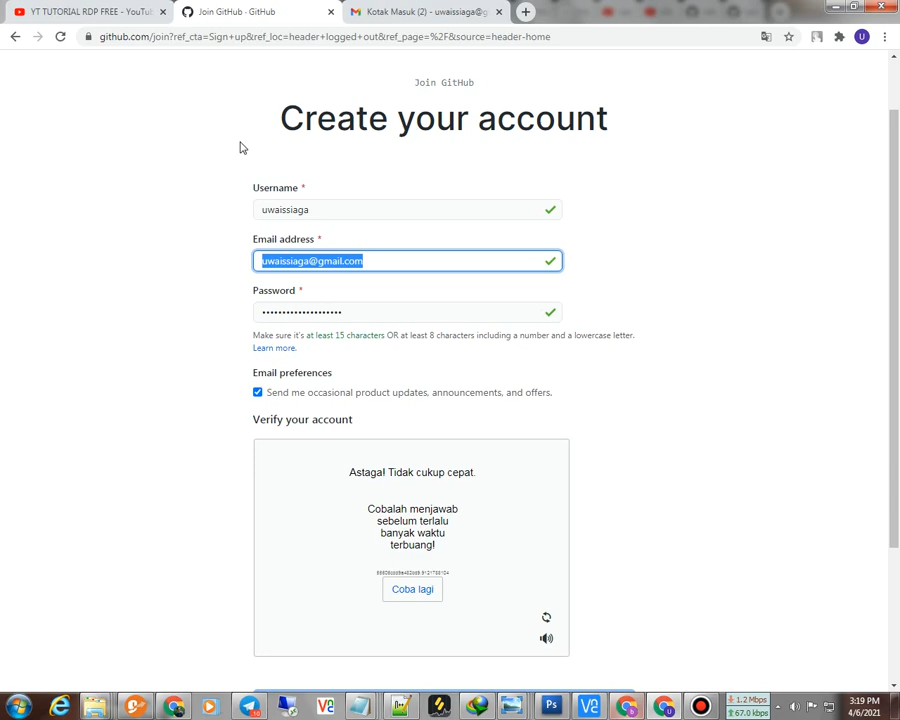 YT TUTORIAL RDP FREE - YouTu
Join GitHub · GitHub
Kotak Masuk (2) - uwaissiaga@g
github.com/join?ref_cta=Sign+up&ref_loc=header+logged+out&ref_page=%2F&source=header-home
U
Join GitHub
Create your account
Username *
uwaissiaga
Email address *
uwaissiaga@gmail.com
Password *
Make sure it's at least 15 characters OR at least 8 characters including a number and a lowercase letter.
Learn more.
Email preferences
Send me occasional product updates, announcements, and offers.
Verify your account
Astaga! Tidak cukup cepat.
Cobalah menjawab
sebelum terlalu
banyak waktu
terbuang!
Coba lagi
Ps
1.2 Mbps
67.0 kbps
3:19 PM
4/6/2021